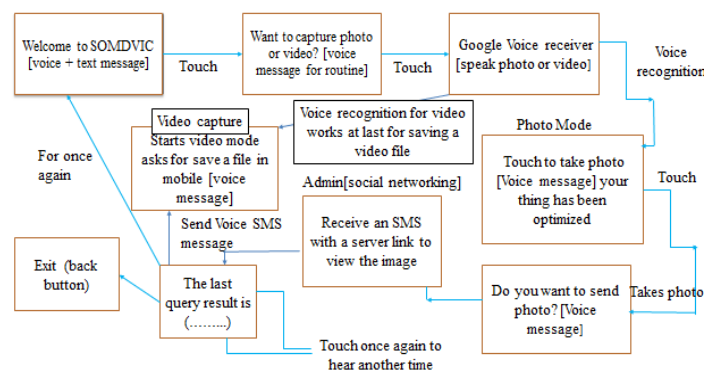 Welcome to SOMDVIC
[voice + text message]
Touch
Want to capture photo
or video? [voice
message for routine]
Touch
Google Voice receiver
[speak photo or video]
Voice
recognition
Video capture
Starts video mode
asks for save a file in
mobile [voice
message]
Voice recognition for video
works at last for saving a
video file
Photo Mode
Touch to take photo
[Voice message] your
thing has been
optimized
Touch
For once
again
Admin[social networking]
Receive an SMS
with a server link to
view the image
Send Voice SMS
message
Exit (back
button)
The last
query result is
(……...)
Do you want to send
photo? [Voice
message]
Takes photo
Touch once again to
hear another time